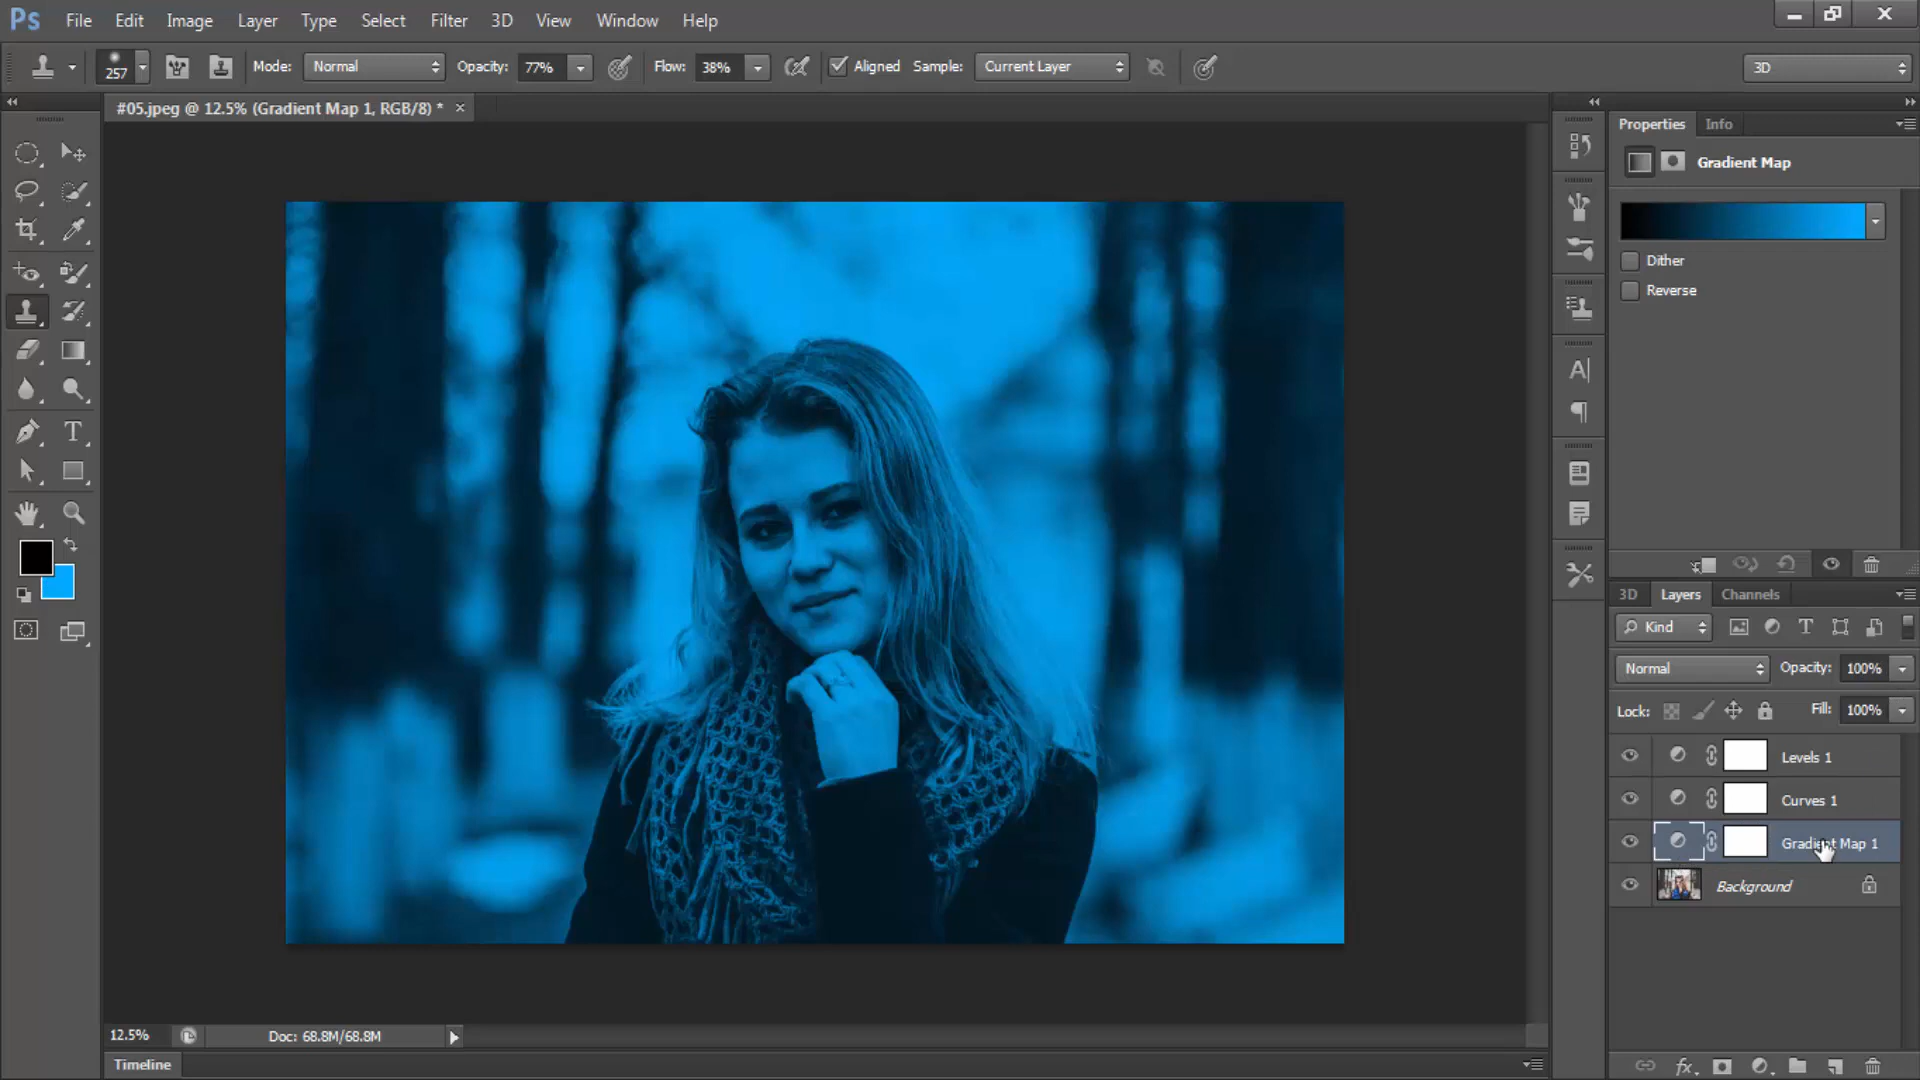 Ps File Edit Image Layer Type Select Filter 3D View Window Help
257 Mode: Normal Opacity: 77% Flow: 38% Aligned Sample: Current Layer 3D
#05.jpeg @ 12.5% (Gradient Map 1, RGB/8) * ×
Properties Info
Gradient Map
Dither
Reverse
3D Layers Channels
Kind
Normal Opacity: 100%
Lock: Fill: 100%
Levels 1
Curves 1
Gradient Map 1
Background
12.5% Doc: 68.8M/68.8M
Timeline